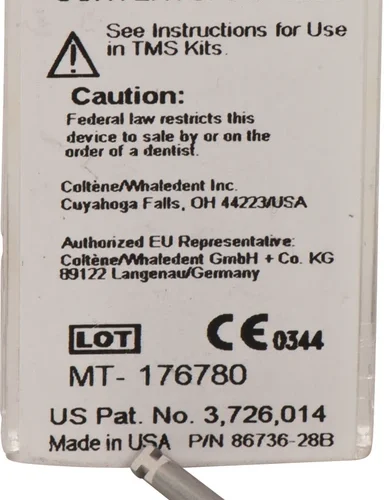 See Instructions for Use
in TMS Kits.
Caution:
Federal law restricts this
device to sale by or on the
order of a dentist.
Coltène/Whaledent Inc.
Cuyahoga Falls, OH 44223/USA
Authorized EU Representative:
Coltène/Whaledent GmbH + Co. KG
89122 Langenau/Germany
LOT CE 0344
MT- 176780
US Pat. No. 3,726,014
Made in USA P/N 86736-28B